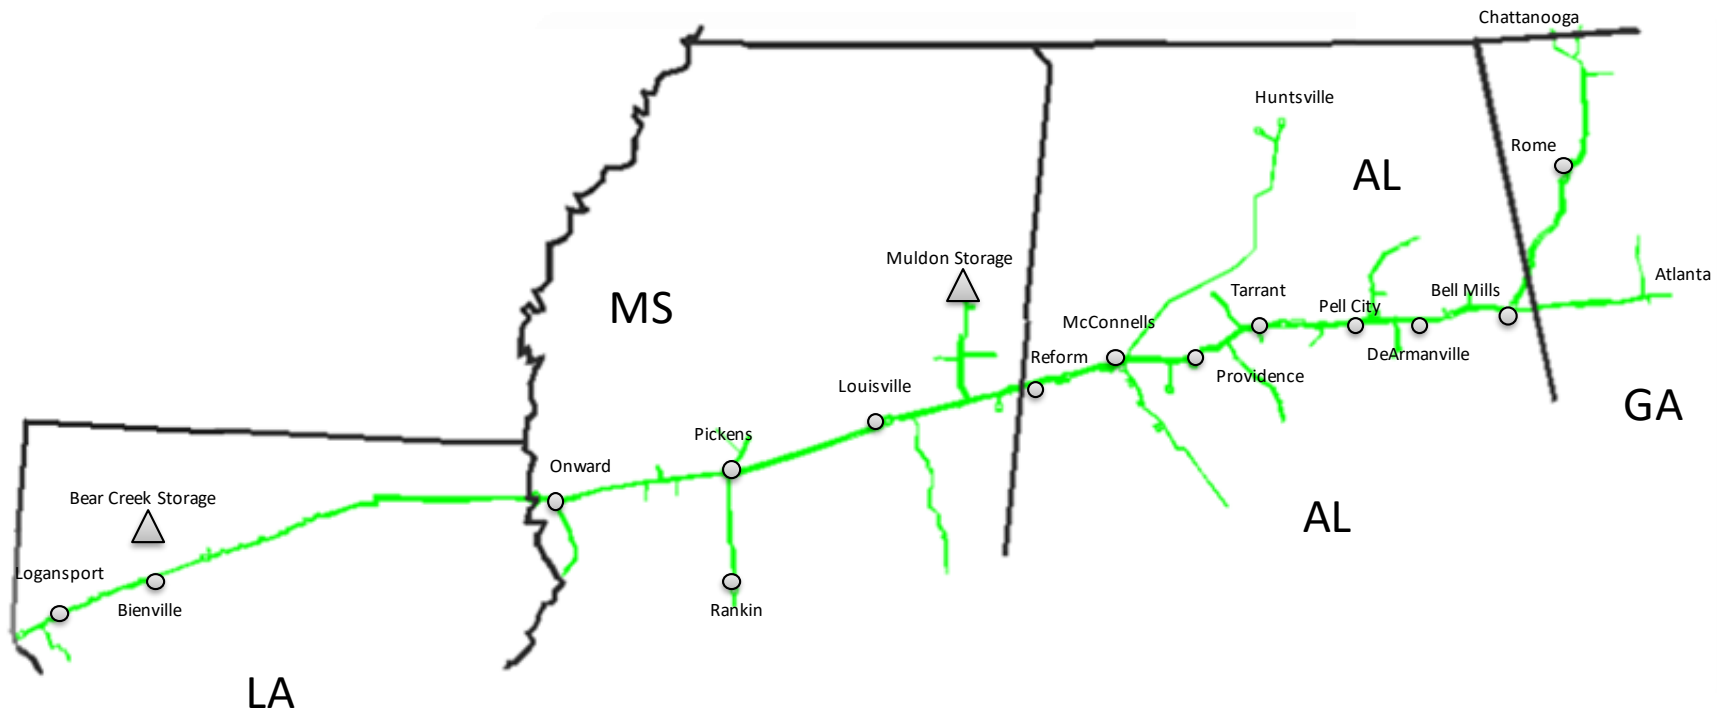 Chattanooga
Huntsville
Rome
AL
Muldon Storage
Atlanta
Tarrant
Bell Mills
Pell City
MS
McConnells
Reform
DeArmanville
Providence
Louisville
GA
Pickens
Onward
Bear Creek Storage
AL
Logansport
Bienville
Rankin
LA